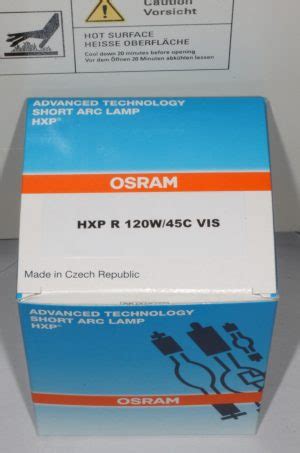 Caution
Vorsicht
HOT SURFACE
HEISSE OBERFLÄCHE
Cool down 20 minutes before opening
Vor dem Öffnen 20 Minuten abkühlen lassen
ADVANCED TECHNOLOGY
SHORT ARC LAMP
HXP®
OSRAM
HXP R 120W/45C VIS
Made in Czech Republic
ADVANCED TECHNOLOGY
SHORT ARC LAMP
HXP®
OSRAM